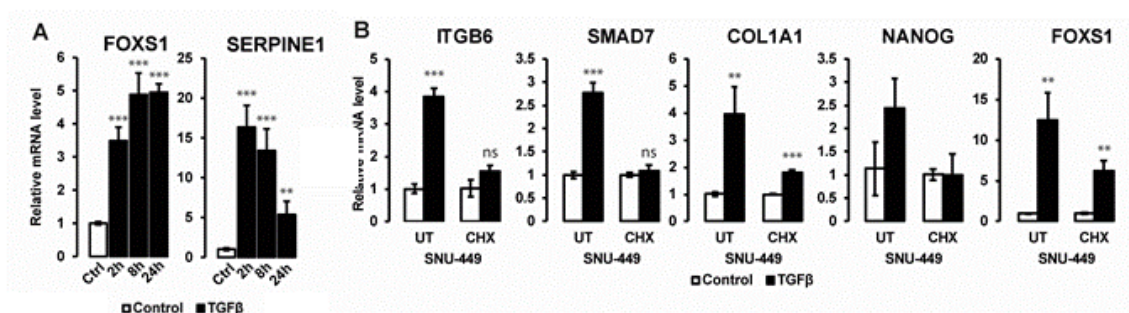 A
FOXS1
SERPINE1
Relative mRNA level
6
5
4
3
2
1
0
***
***
***
Ctrl
2h
8h
24h
25
20
15
10
5
0
***
***
**
Ctrl
2h
8h
24h
Control TGFβ
B
ITGB6
SMAD7
COL1A1
NANOG
FOXS1
Relative mRNA level
5
4
3
2
1
0
***
ns
UT CHX
SNU-449
3.5
3
2.5
2
1.5
1
0.5
0
***
ns
UT CHX
SNU-449
6
5
4
3
2
1
0
**
***
UT CHX
SNU-449
3.5
3
2.5
2
1.5
1
0.5
0
UT CHX
SNU-449
20
15
10
5
0
**
**
UT CHX
SNU-449
Control TGFβ